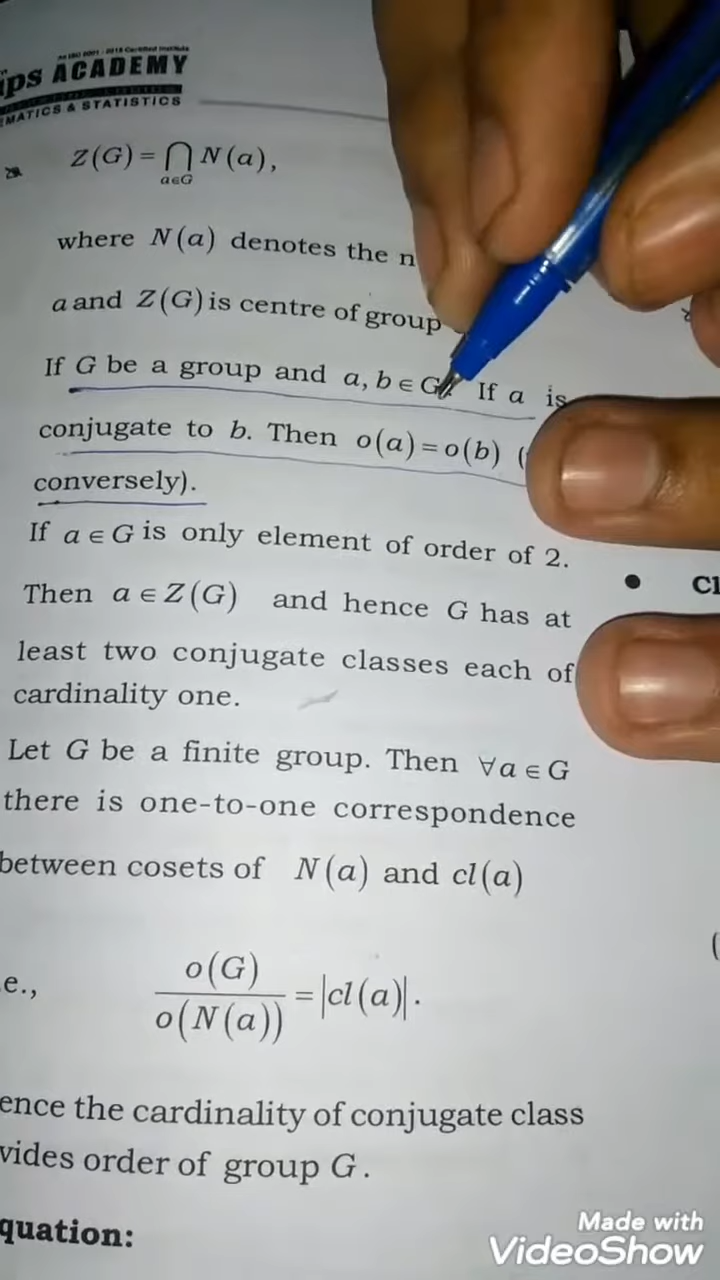 ips ACADEMY
MATICS & STATISTICS
Z(G) = ⋂ N(a),
a∈G
where N(a) denotes the n
a and Z(G) is centre of group
If G be a group and a, b ∈ G. If a is
conjugate to b. Then o(a) = o(b) (
conversely).
If a ∈ G is only element of order of 2.
Then a ∈ Z(G) and hence G has at
least two conjugate classes each of
cardinality one.
Let G be a finite group. Then ∀a ∈ G
there is one-to-one correspondence
between cosets of N(a) and cl(a)
.e., o(G)/o(N(a)) = |cl(a)|.
ence the cardinality of conjugate class
vides order of group G.
quation:
• Cl
(
Made with
VideoShow